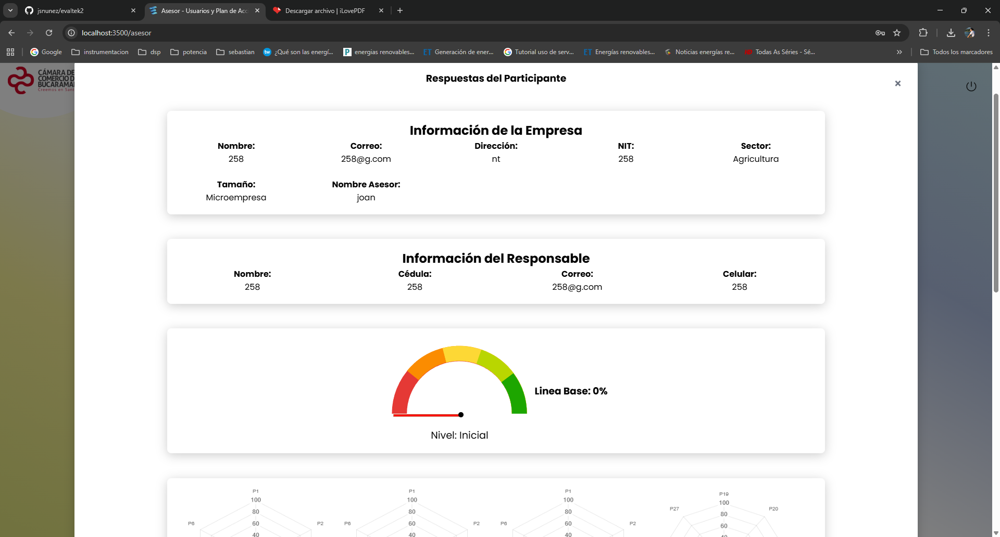 jsnunez/evaltek2
Asesor - Usuarios y Plan de Acc
Descargar archivo | iLovePDF
localhost:3500/asesor
Google
instrumentacion
dsp
potencia
sebastian
¿Qué son las energí...
energias renovables...
Generación de ener...
Tutorial uso de serv...
Energías renovables...
Noticias energías re...
Todas As Séries - Sé...
Todos los marcadores
CÁMARA DE
COMERCIO D
BUCARAMA
Creemos en Sant
Respuestas del Participante
Información de la Empresa
Nombre: Correo: Dirección: NIT: Sector:
258 258@g.com nt 258 Agricultura
Tamaño: Nombre Asesor:
Microempresa joan
Información del Responsable
Nombre: Cédula: Correo: Celular:
258 258 258@g.com 258
Linea Base: 0%
Nivel: Inicial
P1 P1 P1 P19
100 100 100 100
P27 P20
80 80 80 80
P6 60 P2 P6 60 P2 P6 60 P2 60
40 40 40 40